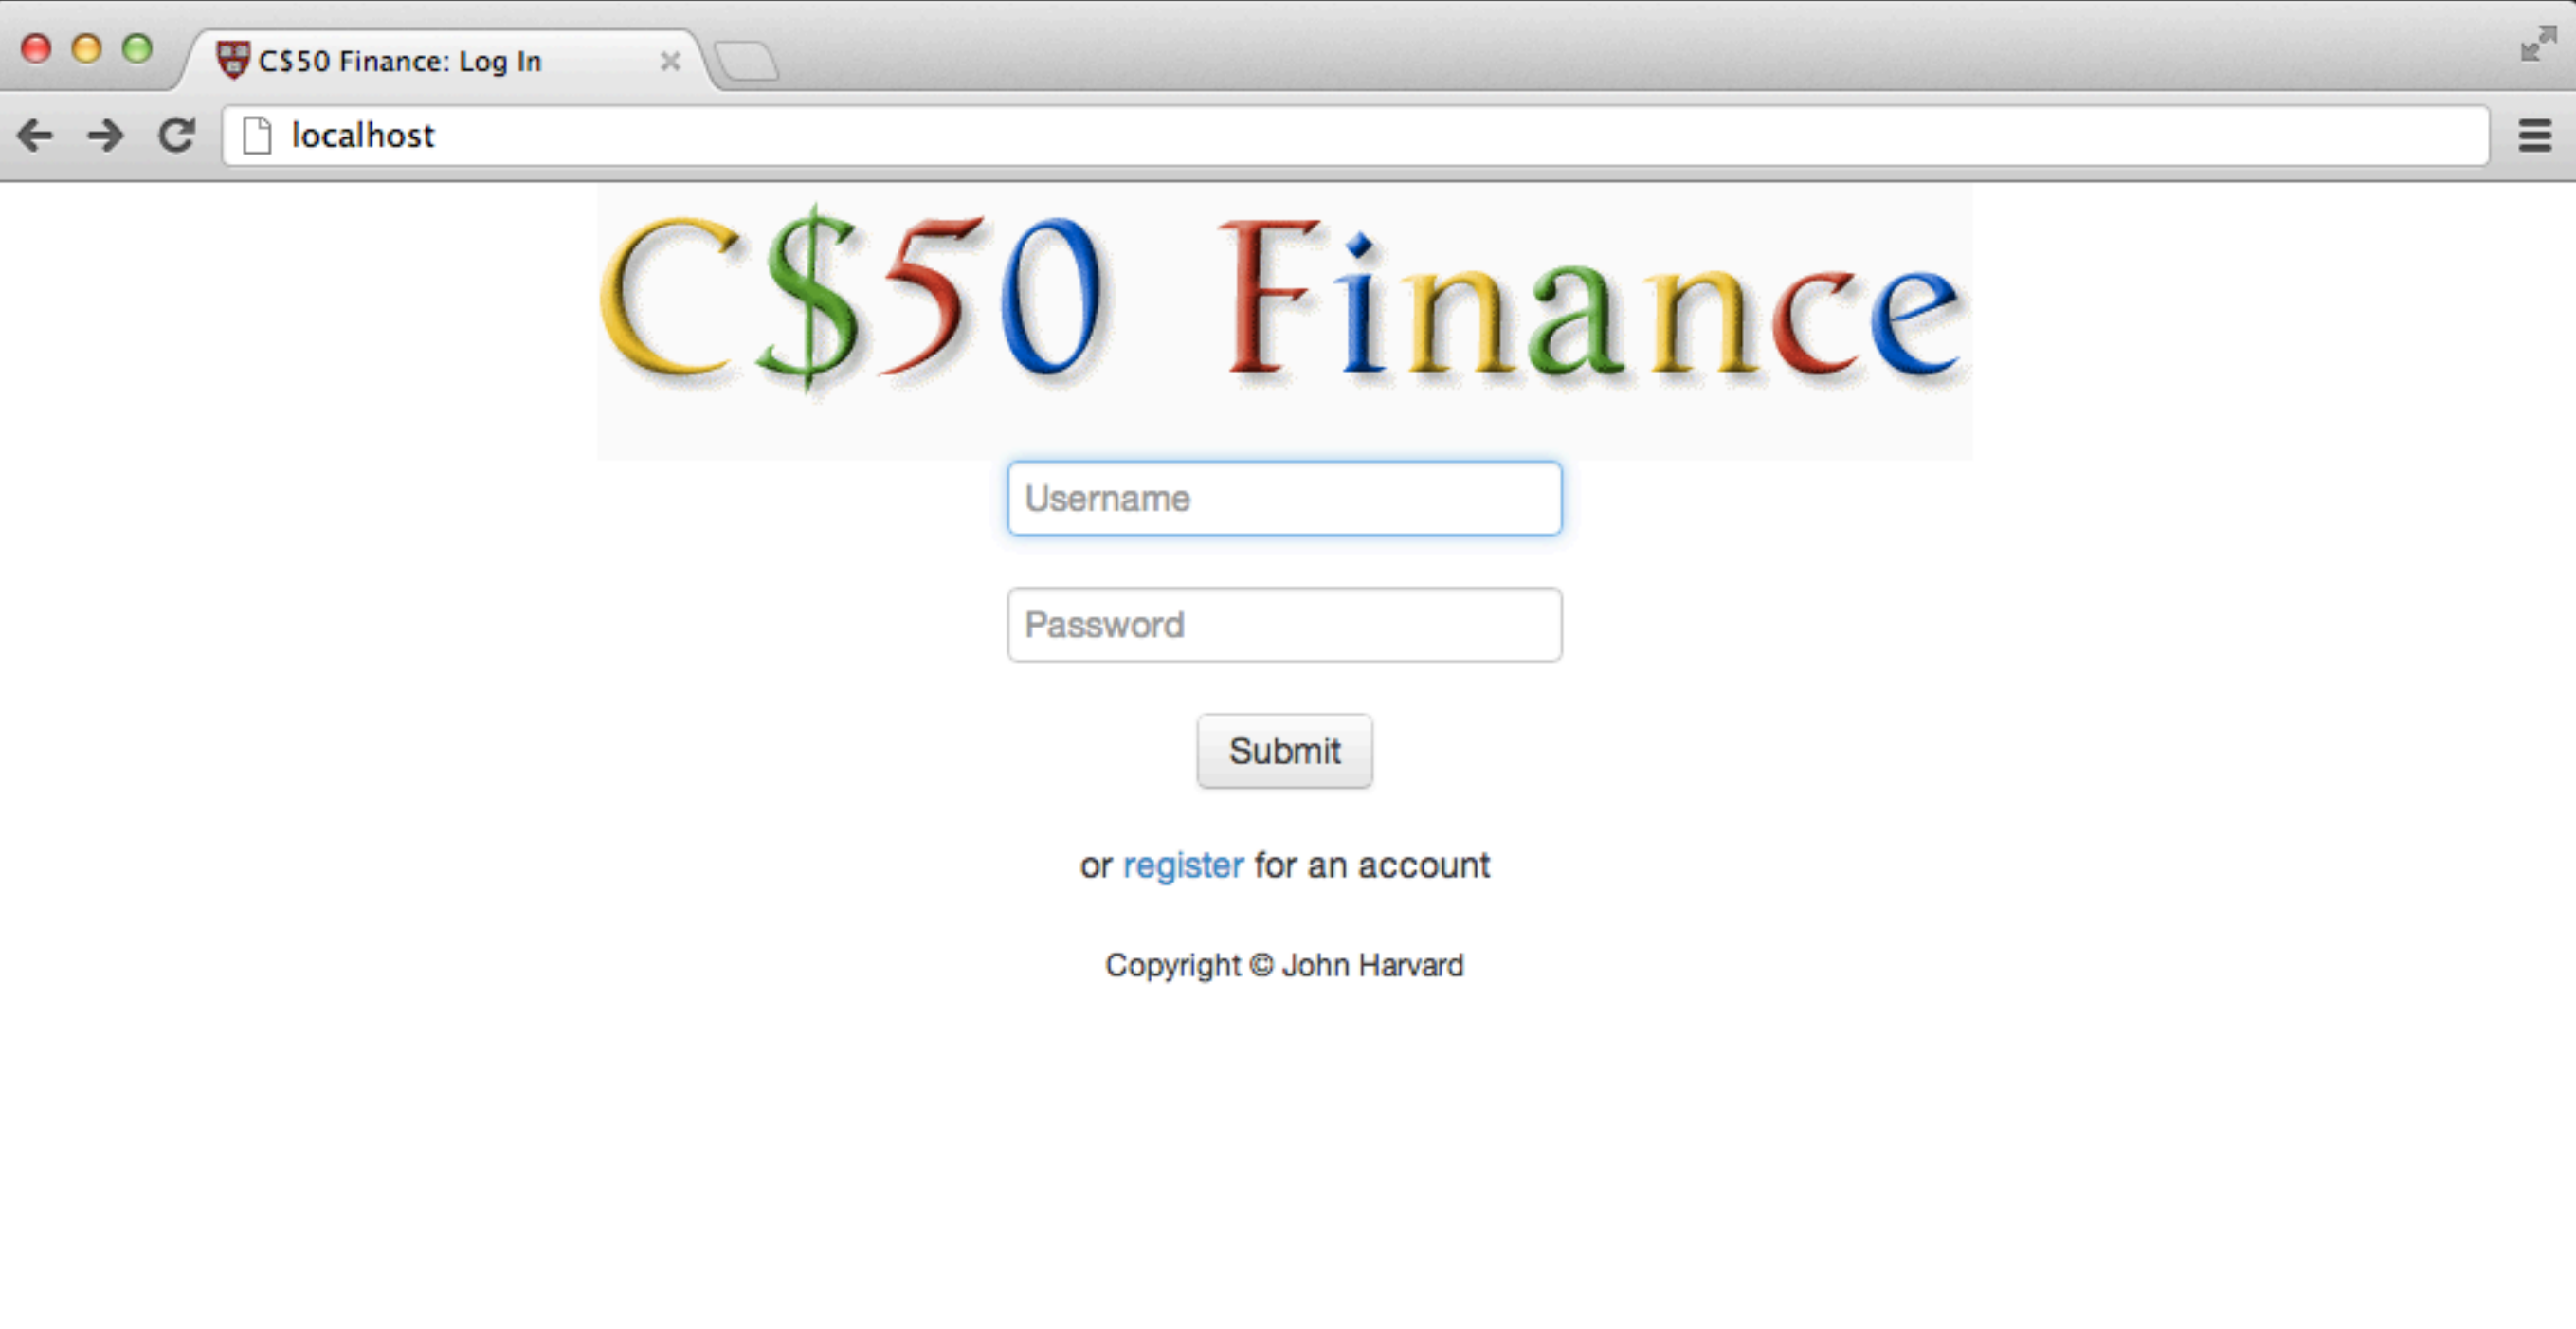 C$50 Finance: Log In
localhost
C$50 Finance
Username
Password
Submit
or register for an account
Copyright © John Harvard